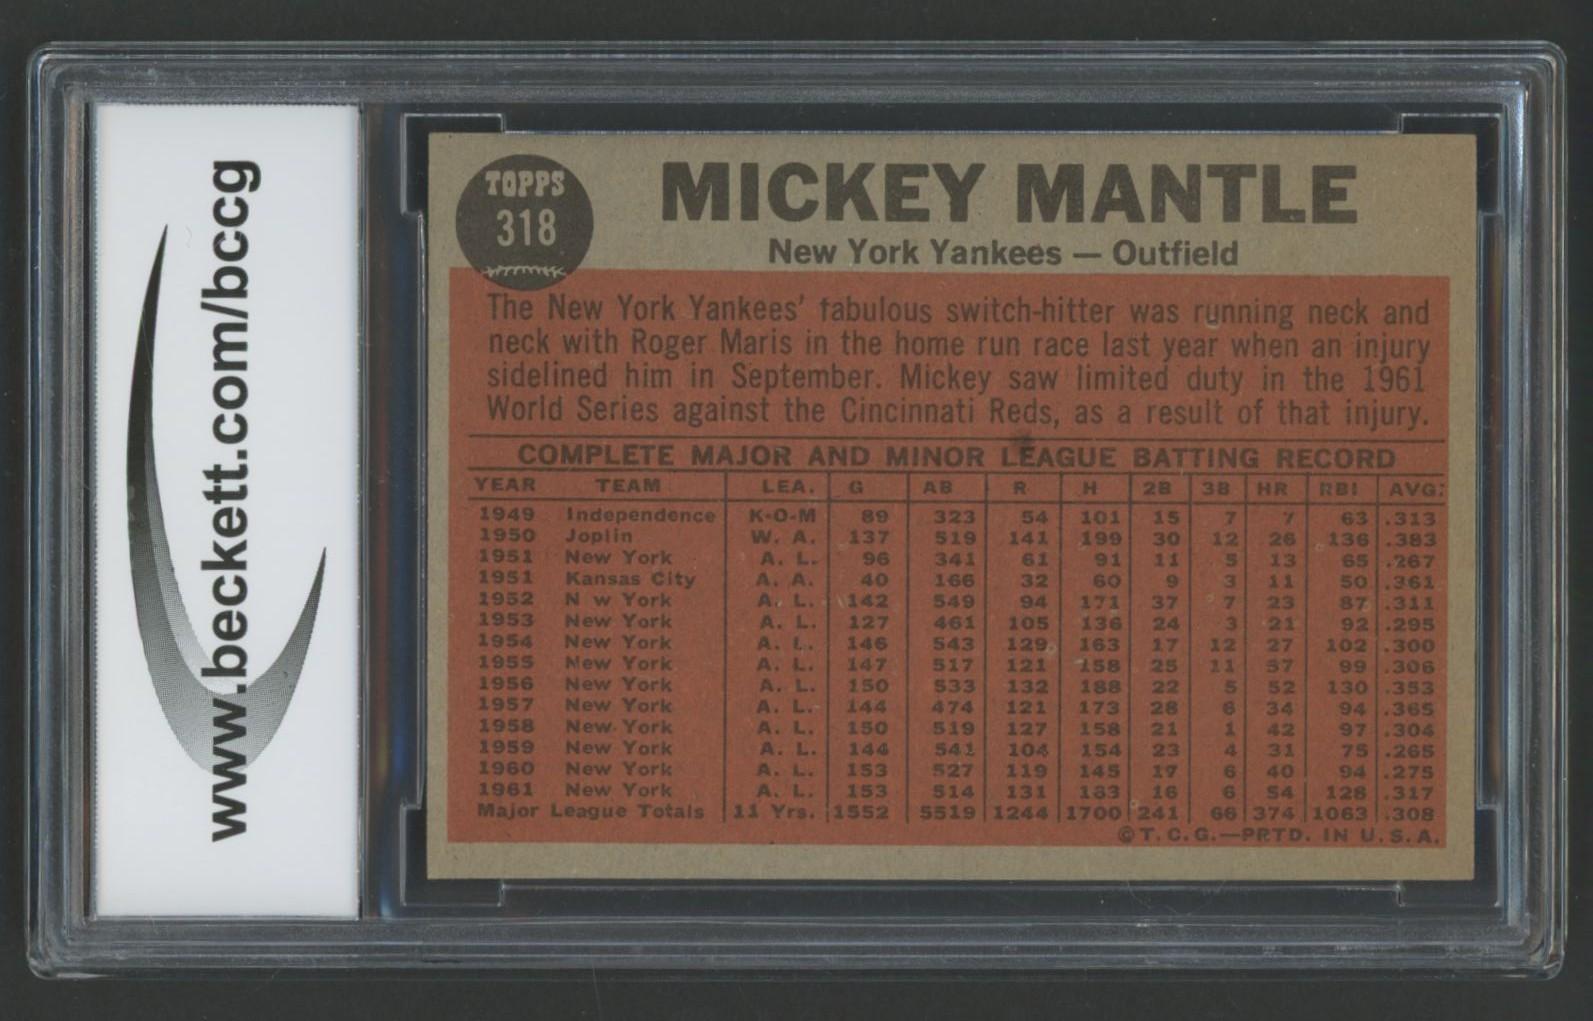 www.beckett.com/bccg
TOPPS
318
MICKEY MANTLE
New York Yankees — Outfield
The New York Yankees' fabulous switch-hitter was running neck and
neck with Roger Maris in the home run race last year when an injury
sidelined him in September. Mickey saw limited duty in the 1961
World Series against the Cincinnati Reds, as a result of that injury.
COMPLETE MAJOR AND MINOR LEAGUE BATTING RECORD
YEAR TEAM LEA. G AB R H 2B 3B HR RBI AVG.
1949 Independence K-O-M 89 323 54 101 15 7 7 63 .313
1950 Joplin W. A. 137 519 141 199 30 12 26 136 .383
1951 New York A. L. 96 341 61 91 11 5 13 65 .267
1951 Kansas City A. A. 40 166 32 60 9 3 11 50 .361
1952 N w York A. L. 142 549 94 171 37 7 23 87 .311
1953 New York A. L. 127 461 105 136 24 3 21 92 .295
1954 New York A. L. 146 543 129 163 17 12 27 102 .300
1955 New York A. L. 147 517 121 158 25 11 37 99 .306
1956 New York A. L. 150 533 132 188 22 5 52 130 .353
1957 New York A. L. 144 474 121 173 28 6 34 94 .365
1958 New York A. L. 150 519 127 158 21 1 42 97 .304
1959 New York A. L. 144 541 104 154 23 4 31 75 .265
1960 New York A. L. 153 527 119 145 17 6 40 94 .275
1961 New York A. L. 153 514 131 163 16 6 54 128 .317
Major League Totals 11 Yrs. 1552 5519 1244 1700 241 66 374 1063 .308
©T.C.G.—PRTD. IN U.S.A.